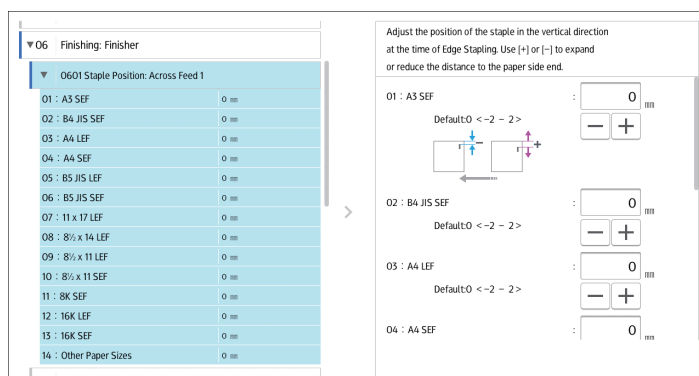 ▼06 Finishing: Finisher
▼ 0601 Staple Position: Across Feed 1
01 : A3 SEF 0 mm
02 : B4 JIS SEF 0 mm
03 : A4 LEF 0 mm
04 : A4 SEF 0 mm
05 : B5 JIS LEF 0 mm
06 : B5 JIS SEF 0 mm
07 : 11 x 17 LEF 0 mm
08 : 8½ x 14 LEF 0 mm
09 : 8½ x 11 LEF 0 mm
10 : 8½ x 11 SEF 0 mm
11 : 8K SEF 0 mm
12 : 16K LEF 0 mm
13 : 16K SEF 0 mm
14 : Other Paper Sizes 0 mm
Adjust the position of the staple in the vertical direction
at the time of Edge Stapling. Use [+] or [−] to expand
or reduce the distance to the paper side end.
01 : A3 SEF : 0 mm
Default:0 < −2 − 2 >
− +
− +
02 : B4 JIS SEF : 0 mm
Default:0 < −2 − 2 >
− +
03 : A4 LEF : 0 mm
Default:0 < −2 − 2 >
− +
04 : A4 SEF : 0 mm